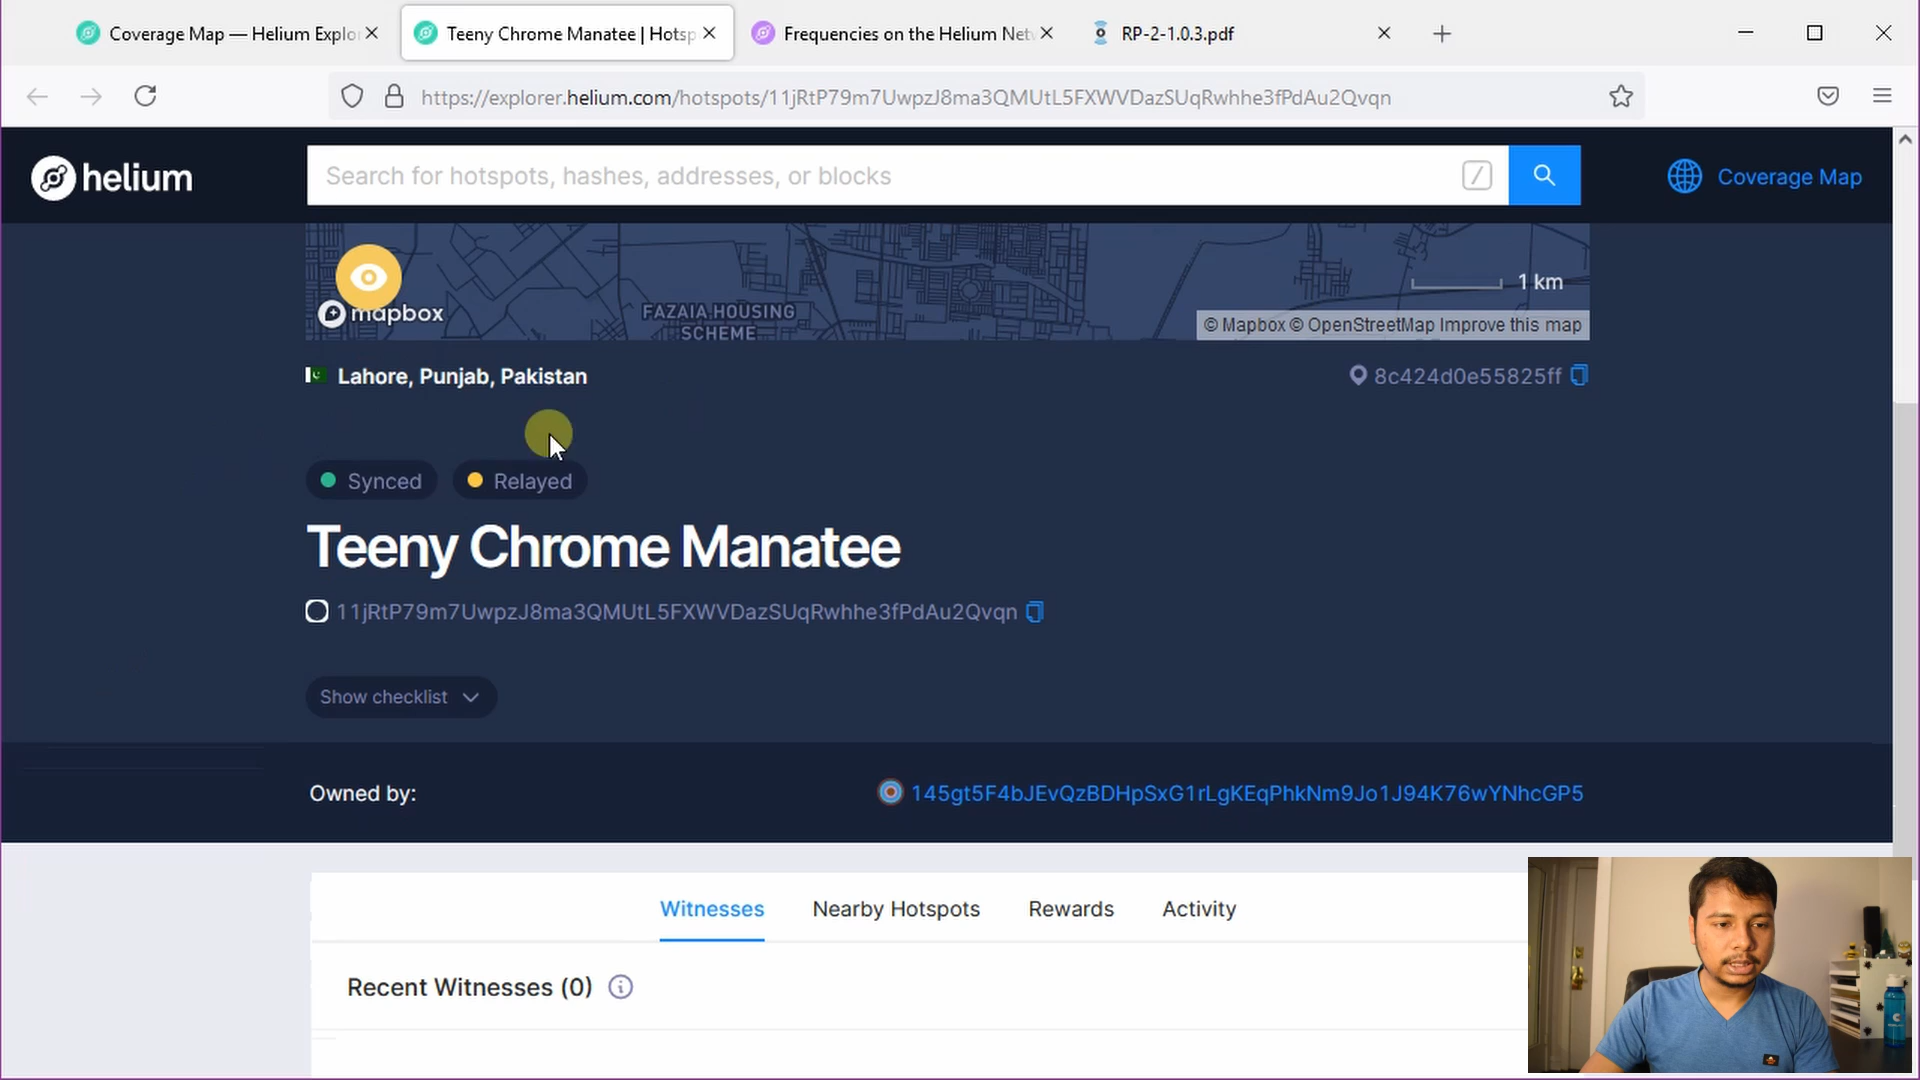 Coverage Map — Helium Explo
Teeny Chrome Manatee | Hotsp
Frequencies on the Helium Net
RP-2-1.0.3.pdf
https://explorer.helium.com/hotspots/11jRtP79m7UwpzJ8ma3QMUtL5FXWVDazSUqRwhhe3fPdAu2Qvqn
helium
Search for hotspots, hashes, addresses, or blocks
/
Coverage Map
mapbox
FAZAIA HOUSING
SCHEME
1 km
© Mapbox © OpenStreetMap Improve this map
Lahore, Punjab, Pakistan
8c424d0e55825ff
Synced
Relayed
Teeny Chrome Manatee
11jRtP79m7UwpzJ8ma3QMUtL5FXWVDazSUqRwhhe3fPdAu2Qvqn
Show checklist
Owned by:
145gt5F4bJEvQzBDHpSxG1rLgKEqPhkNm9Jo1J94K76wYNhcGP5
Witnesses
Nearby Hotspots
Rewards
Activity
Recent Witnesses (0)